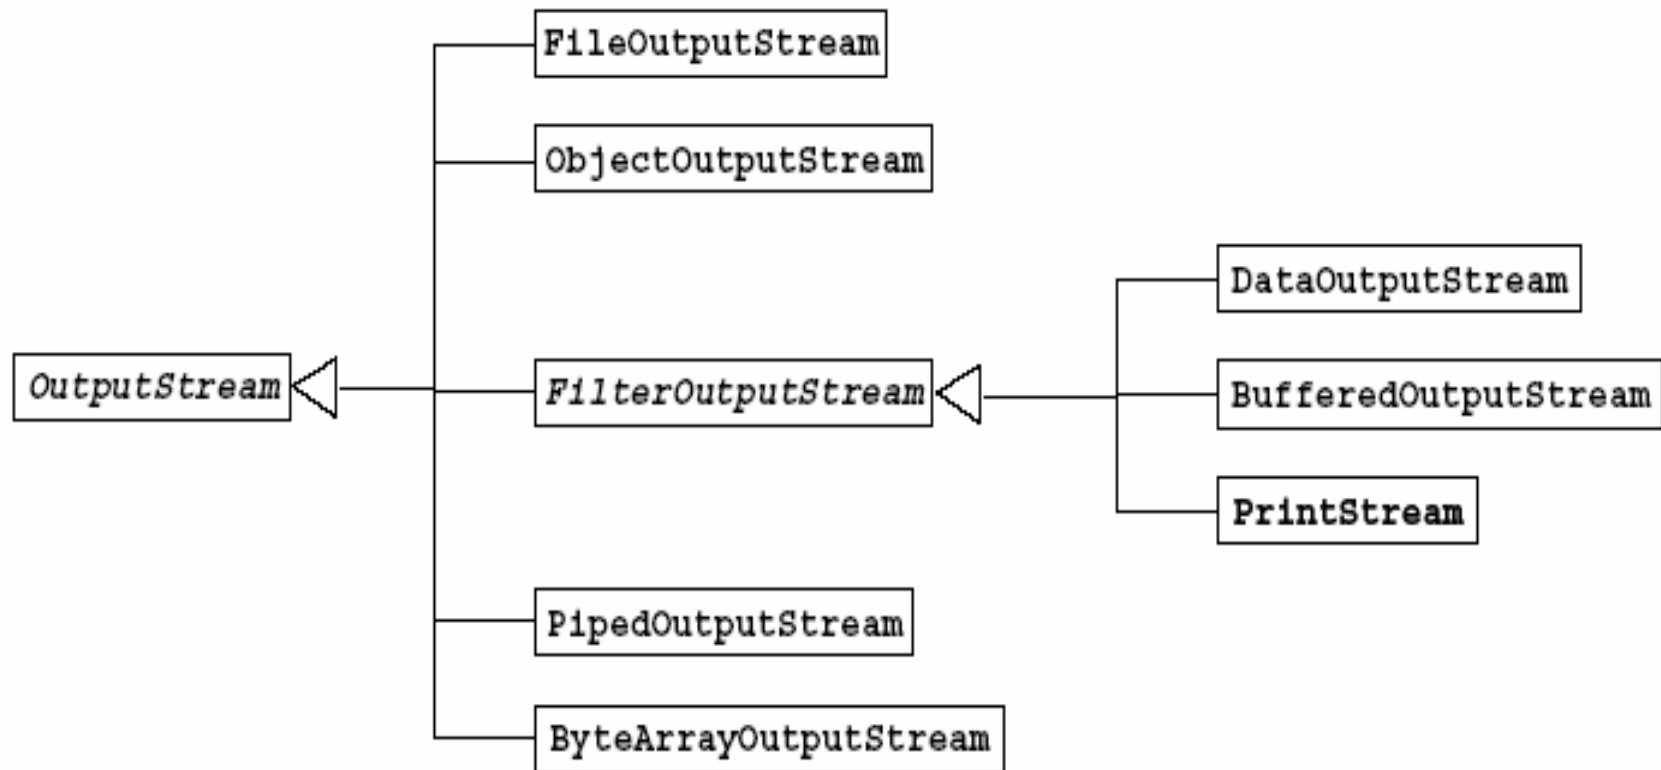 FileOutputStream
ObjectOutputStream
OutputStream
FilterOutputStream
DataOutputStream
BufferedOutputStream
PrintStream
PipedOutputStream
ByteArrayOutputStream